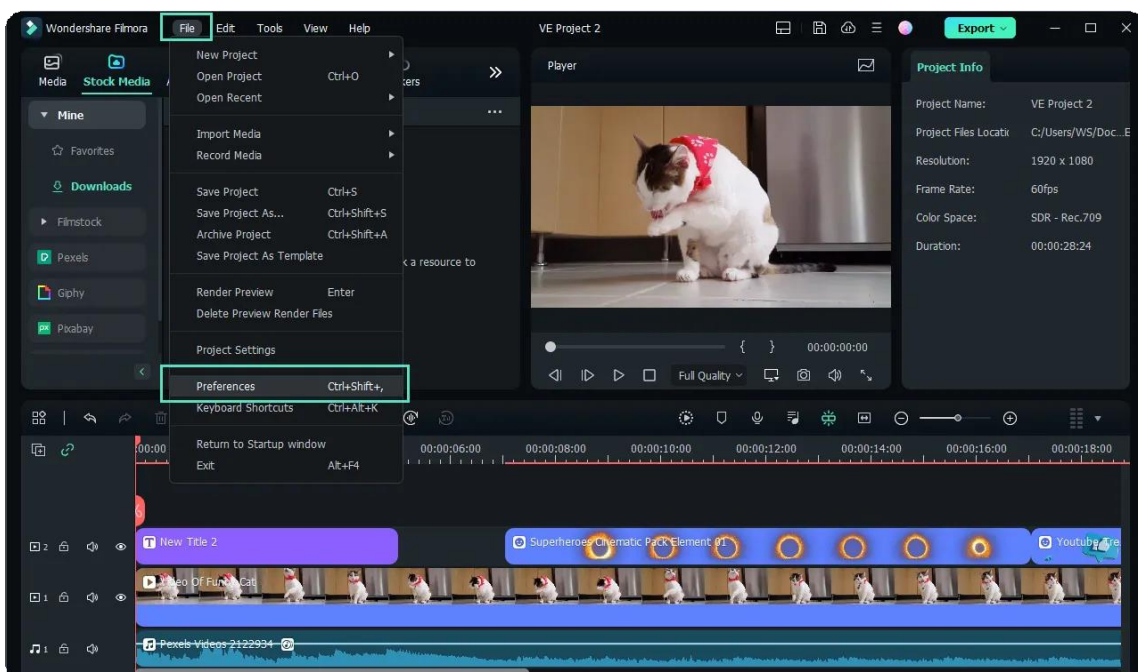 Wondershare Filmora File Edit Tools View Help VE Project 2 Export
Media Stock Media
Mine
Favorites
Downloads
Filmstock
Pexels
Giphy
Pixabay
New Project
Open Project Ctrl+O
Open Recent
Import Media
Record Media
Save Project Ctrl+S
Save Project As... Ctrl+Shift+S
Archive Project Ctrl+Shift+A
Save Project As Template
Render Preview Enter
Delete Preview Render Files
Project Settings
Preferences Ctrl+Shift+,
Keyboard Shortcuts Ctrl+Alt+K
Return to Startup window
Exit Alt+F4
kers
k a resource to
Player
{ } 00:00:00:00
Full Quality
Project Info
Project Name: VE Project 2
Project Files Locatic C:/Users/WS/Doc...E
Resolution: 1920 x 1080
Frame Rate: 60fps
Color Space: SDR - Rec.709
Duration: 00:00:28:24
:00:00 00:00:06:00 00:00:08:00 00:00:10:00 00:00:12:00 00:00:14:00 00:00:16:00 00:00:18:00
2 New Title 2 Superheroes Cinematic Pack Element 01 Youtube Tre
1 Video Of Funny Cat
1 Pexels Videos 2122934